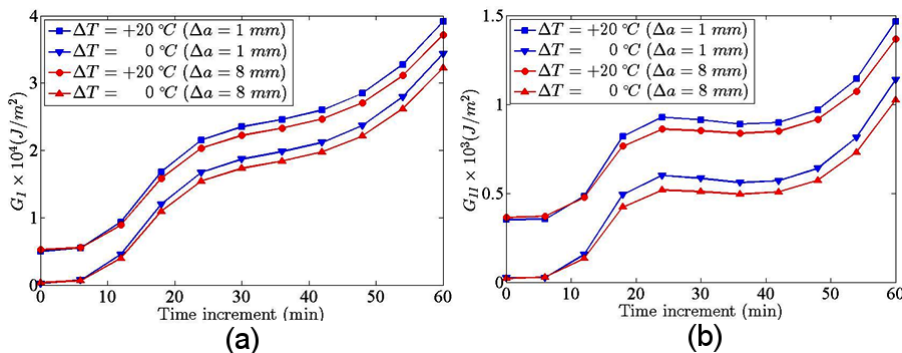 4
3
2
1
0
G_I × 10^4 (J/m^2)
ΔT = +20 °C (Δa = 1 mm)
ΔT = 0 °C (Δa = 1 mm)
ΔT = +20 °C (Δa = 8 mm)
ΔT = 0 °C (Δa = 8 mm)
0 10 20 30 40 50 60
Time increment (min)
(a)
1.5
1
0.5
0
G_II × 10^3 (J/m^2)
ΔT = +20 °C (Δa = 1 mm)
ΔT = 0 °C (Δa = 1 mm)
ΔT = +20 °C (Δa = 8 mm)
ΔT = 0 °C (Δa = 8 mm)
0 10 20 30 40 50 60
Time increment (min)
(b)